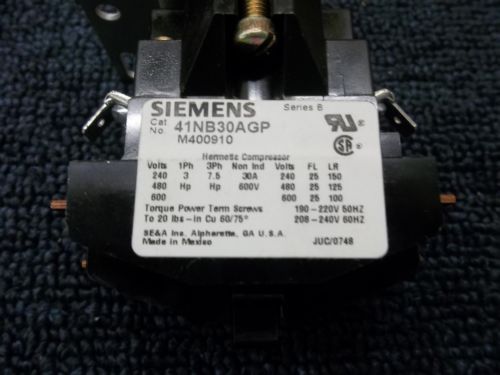 SIEMENS Series B
Cat No. 41NB30AGP
M400910
Hermetic Compressor
Volts 1Ph 3Ph Non Ind Volts FL LR
240 3 7.5 30A 240 25 150
480 Hp Hp 600V 480 25 125
600 600 25 100
Torque Power Term Screws 190-220V 50HZ
To 20 lbs-in Cu 60/75° 208-240V 60HZ
SE&A Inc. Alpharetta, GA U.S.A.
Made in Mexico JUC/0748